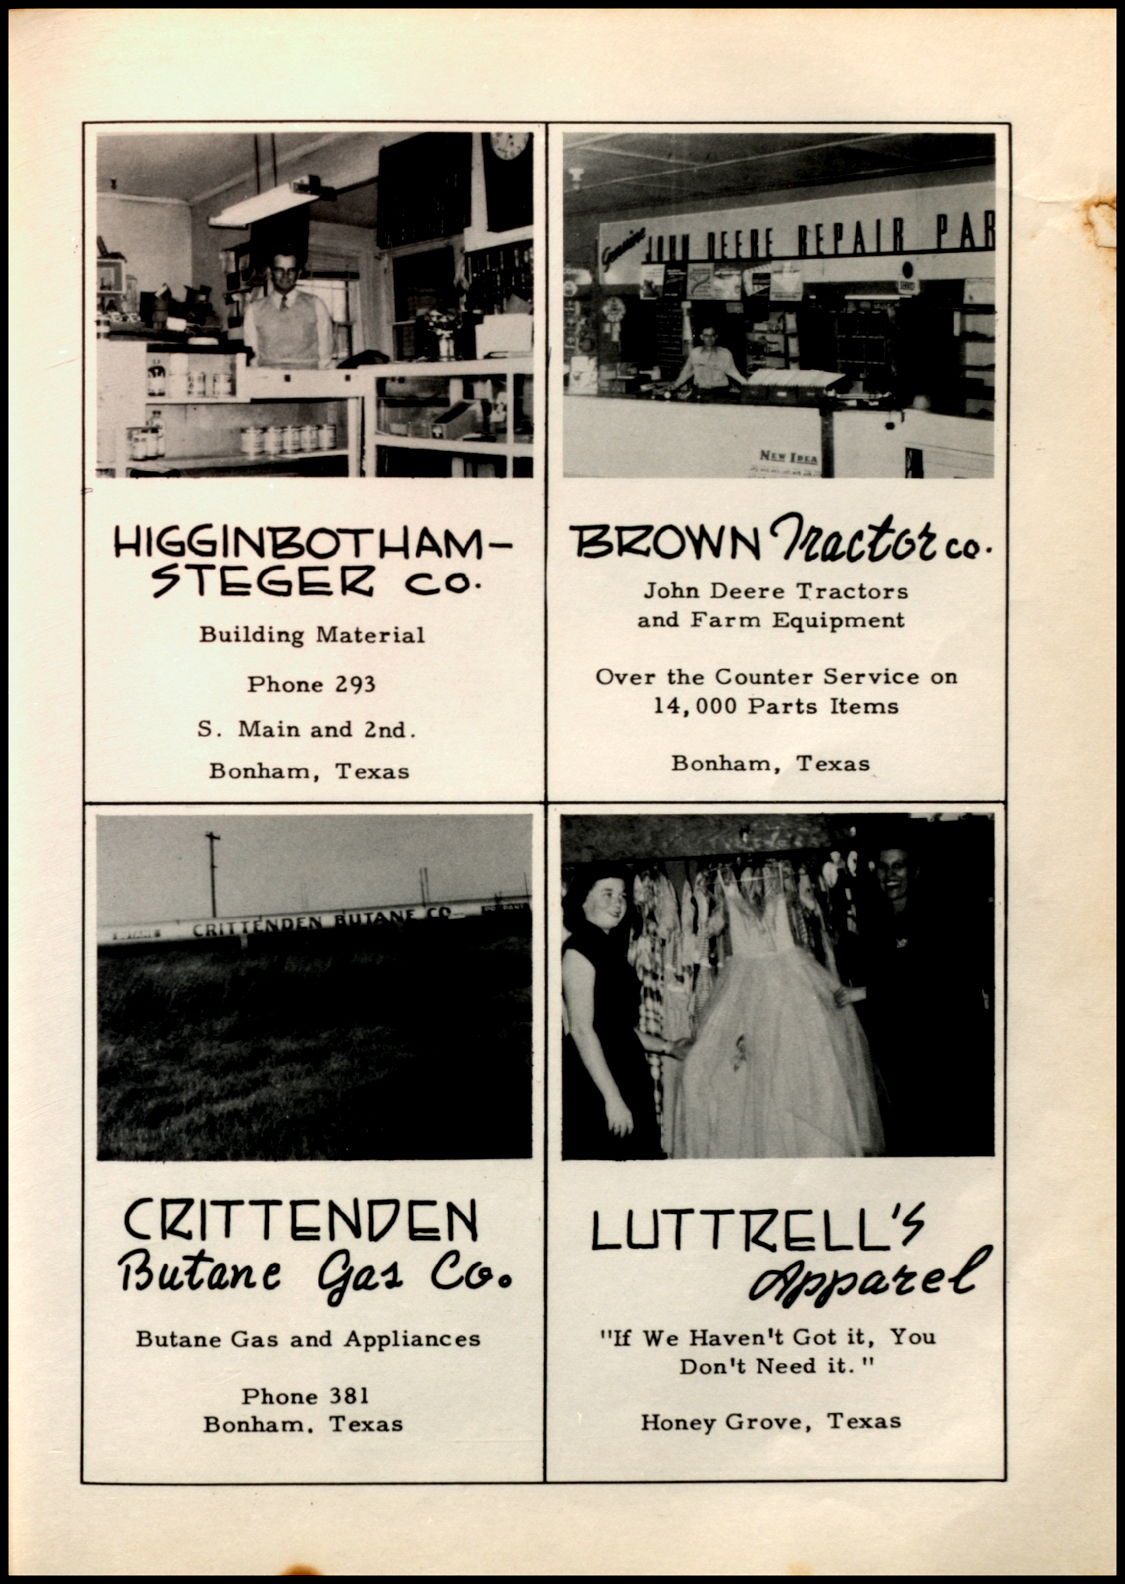 Genuine JOHN DEERE REPAIR PAR
NEW IDEA
HIGGINBOTHAM-
STEGER CO.
Building Material
Phone 293
S. Main and 2nd.
Bonham, Texas
BROWN Tractor co.
John Deere Tractors
and Farm Equipment
Over the Counter Service on
14,000 Parts Items
Bonham, Texas
CRITTENDEN BUTANE CO
CRITTENDEN
Butane Gas Co.
Butane Gas and Appliances
Phone 381
Bonham, Texas
LUTTRELL'S
Apparel
"If We Haven't Got it, You
Don't Need it."
Honey Grove, Texas